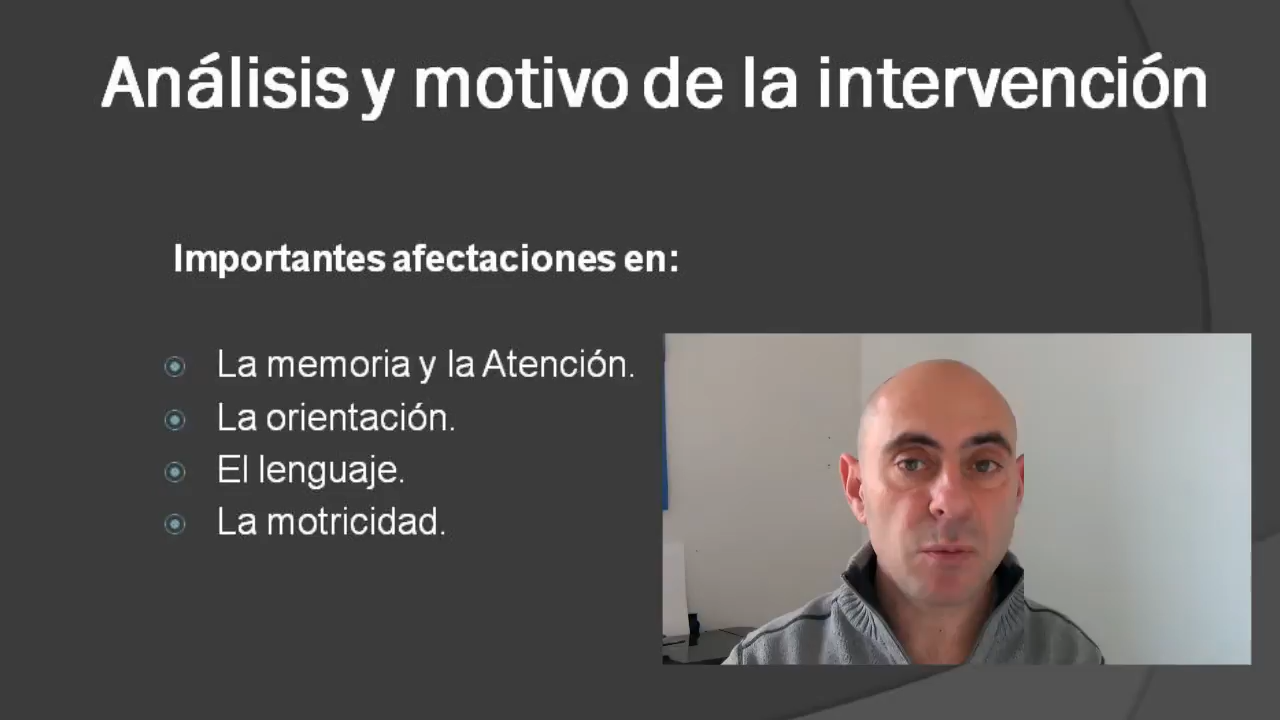 Análisis y motivo de la intervención
Importantes afectaciones en:
La memoria y la Atención.
La orientación.
El lenguaje.
La motricidad.